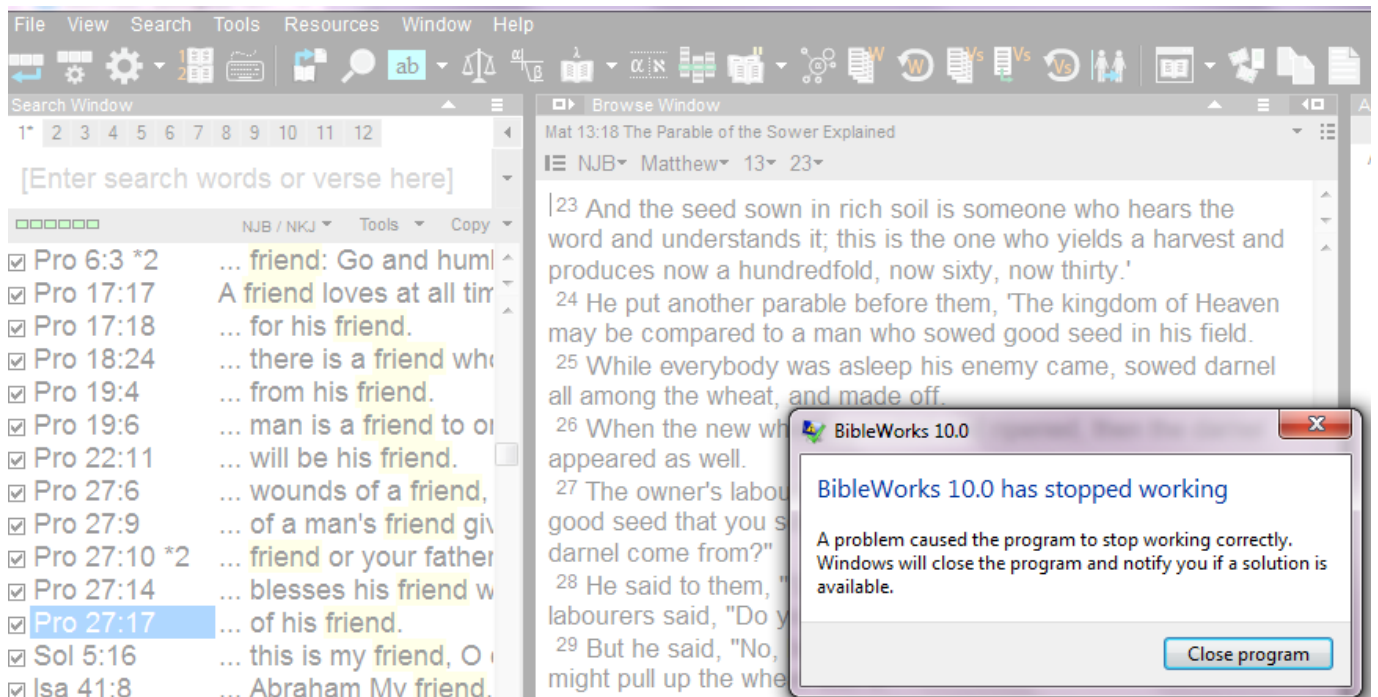 File View Search Tools Resources Window Help
Search Window
1* 2 3 4 5 6 7 8 9 10 11 12
[Enter search words or verse here]
NJB / NKJ Tools Copy
Pro 6:3 *2 ... friend: Go and huml
Pro 17:17 A friend loves at all tim
Pro 17:18 ... for his friend.
Pro 18:24 ... there is a friend who
Pro 19:4 ... from his friend.
Pro 19:6 ... man is a friend to or
Pro 22:11 ... will be his friend.
Pro 27:6 ... wounds of a friend,
Pro 27:9 ... of a man's friend giv
Pro 27:10 *2 ... friend or your father
Pro 27:14 ... blesses his friend w
Pro 27:17 ... of his friend.
Sol 5:16 ... this is my friend, O
Isa 41:8 ... Abraham My friend.
Browse Window
Mat 13:18 The Parable of the Sower Explained
NJB Matthew 13 23
23 And the seed sown in rich soil is someone who hears the
word and understands it; this is the one who yields a harvest and
produces now a hundredfold, now sixty, now thirty.'
24 He put another parable before them, 'The kingdom of Heaven
may be compared to a man who sowed good seed in his field.
25 While everybody was asleep his enemy came, sowed darnel
all among the wheat, and made off.
26 When the new wh
appeared as well.
27 The owner's labou
good seed that you s
darnel come from?"
28 He said to them, "
labourers said, "Do y
29 But he said, "No,
might pull up the whe
BibleWorks 10.0
BibleWorks 10.0 has stopped working
A problem caused the program to stop working correctly.
Windows will close the program and notify you if a solution is
available.
Close program